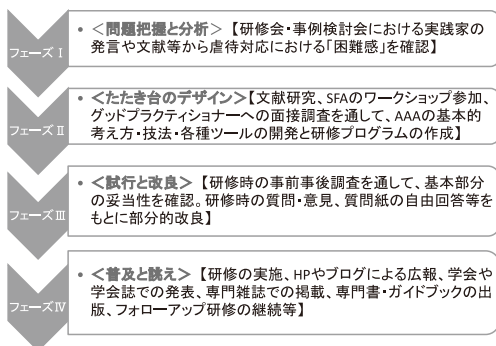 フェーズⅠ
• ＜問題把握と分析＞【研修会・事例検討会における実践家の
発言や文献等から虐待対応における「困難感」を確認】
フェーズⅡ
• ＜たたき台のデザイン＞【文献研究、SFAのワークショップ参加、
グッドプラクティショナーへの面接調査を通して、AAAの基本的
考え方・技法・各種ツールの開発と研修プログラムの作成】
フェーズⅢ
• ＜試行と改良＞【研修時の事前事後調査を通して、基本部分
の妥当性を確認。研修時の質問・意見、質問紙の自由回答等を
もとに部分的改良】
フェーズⅣ
• ＜普及と誂え＞【研修の実施、HPやブログによる広報、学会や
学会誌での発表、専門雑誌での掲載、専門書・ガイドブックの出
版、フォローアップ研修の継続等】